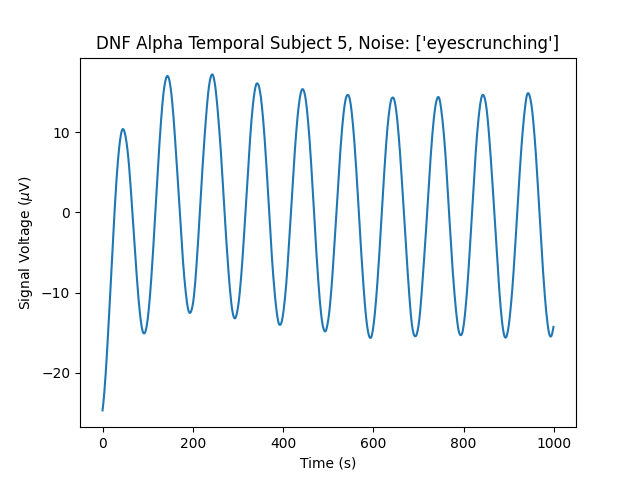 DNF Alpha Temporal Subject 5, Noise: ['eyescrunching']
Signal Voltage (μV)
10
0
−10
−20
0 200 400 600 800 1000
Time (s)